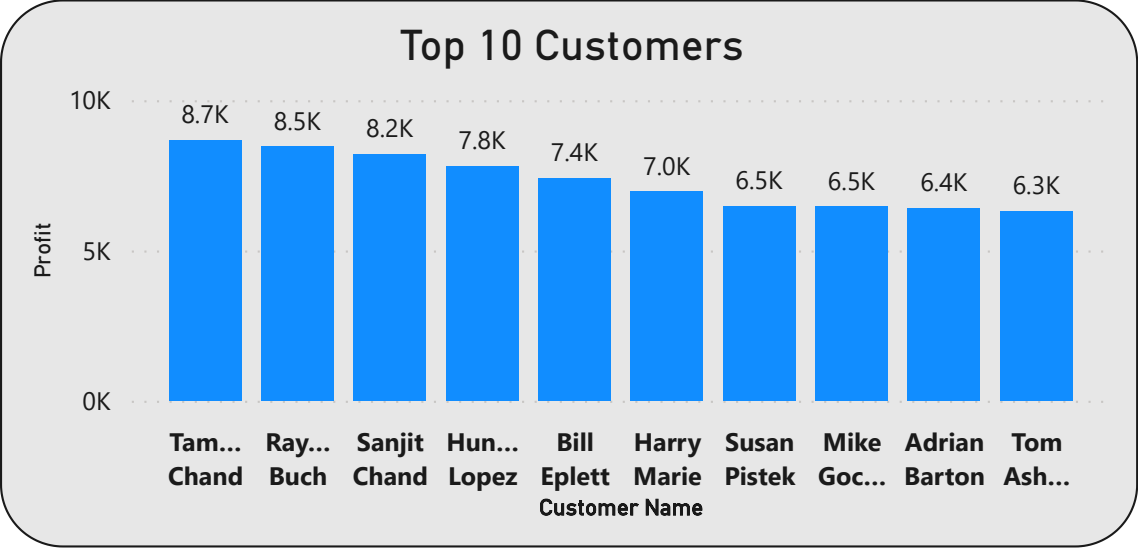 Top 10 Customers
10K
5K
0K
Profit
8.7K
8.5K
8.2K
7.8K
7.4K
7.0K
6.5K
6.5K
6.4K
6.3K
Tam...
Chand
Ray...
Buch
Sanjit
Chand
Hun...
Lopez
Bill
Eplett
Harry
Marie
Susan
Pistek
Mike
Goc...
Adrian
Barton
Tom
Ash...
Customer Name